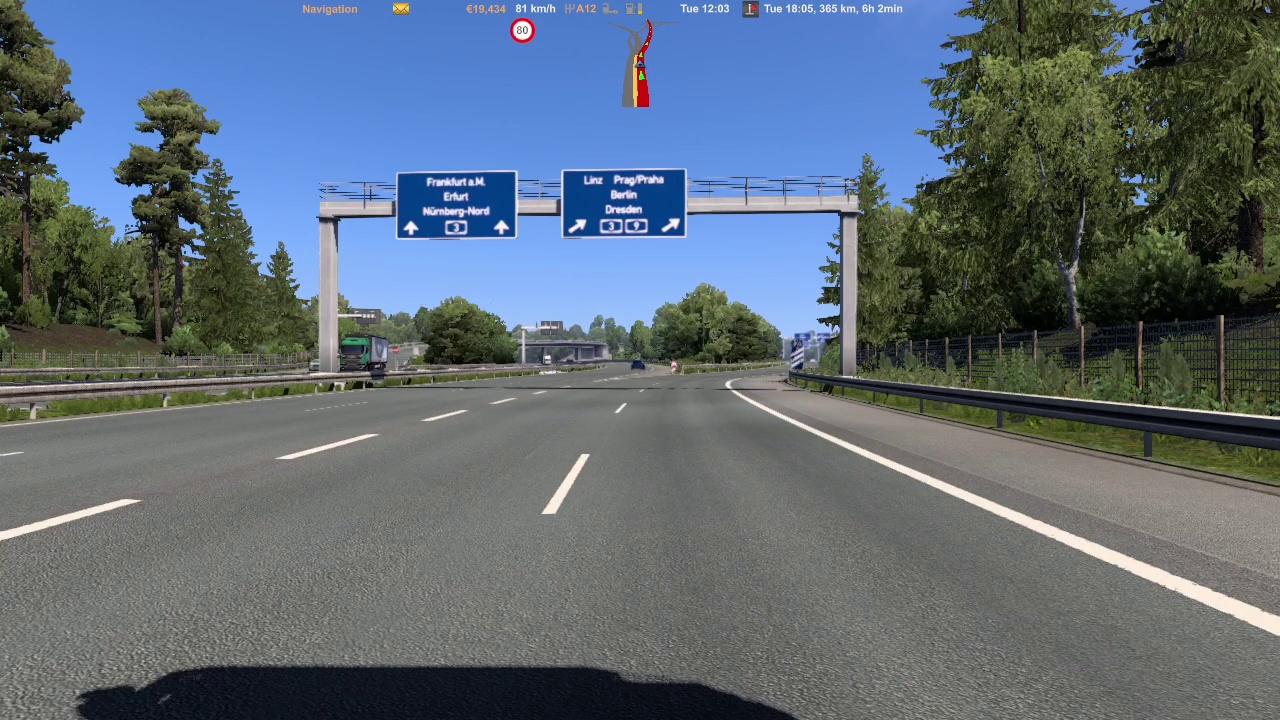 Navigation
€19,434 81 km/h A12
Tue 12:03
Tue 18:05, 365 km, 6h 2min
80
Frankfurt a.M.
Erfurt
Nürnberg-Nord
3
Linz Prag/Praha
Berlin
Dresden
3 9